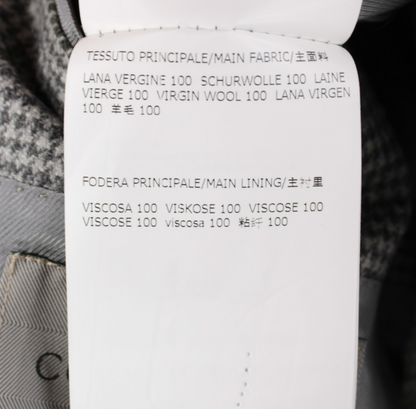 TESSUTO PRINCIPALE/MAIN FABRIC/主面料
LANA VERGINE 100 SCHURWOLLE 100 LAINE
VIERGE 100 VIRGIN WOOL 100 LANA VIRGEN
100 羊毛 100
FODERA PRINCIPALE/MAIN LINING/主衬里
VISCOSA 100 VISKOSE 100 VISCOSE 100
VISCOSE 100 viscosa 100 粘纤 100